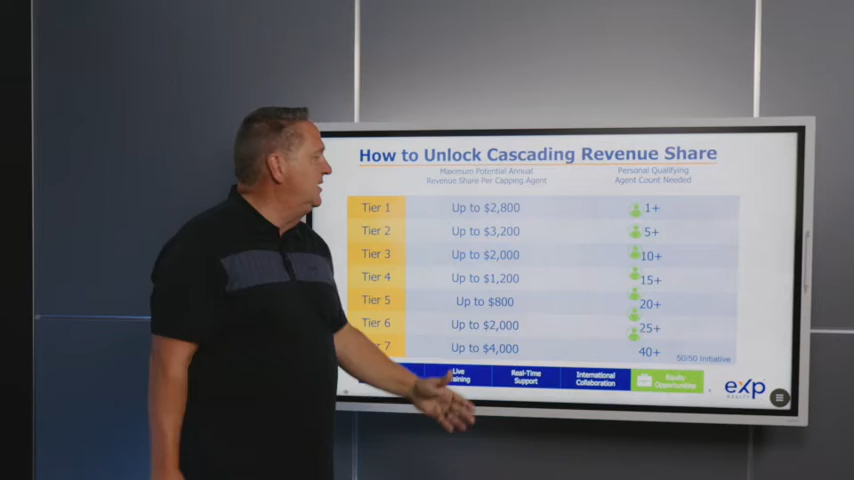 How to Unlock Cascading Revenue Share
Maximum Potential Annual
Revenue Share Per Capping Agent
Personal Qualifying
Agent Count Needed
Tier 1 Up to $2,800 1+
Tier 2 Up to $3,200 5+
Tier 3 Up to $2,000 10+
Tier 4 Up to $1,200 15+
Tier 5 Up to $800 20+
Tier 6 Up to $2,000 25+
7 Up to $4,000 40+
50/50 Initiative
Live
Real-Time
Support
International
Collaboration
Equity
Opportunities
exp
REALTY